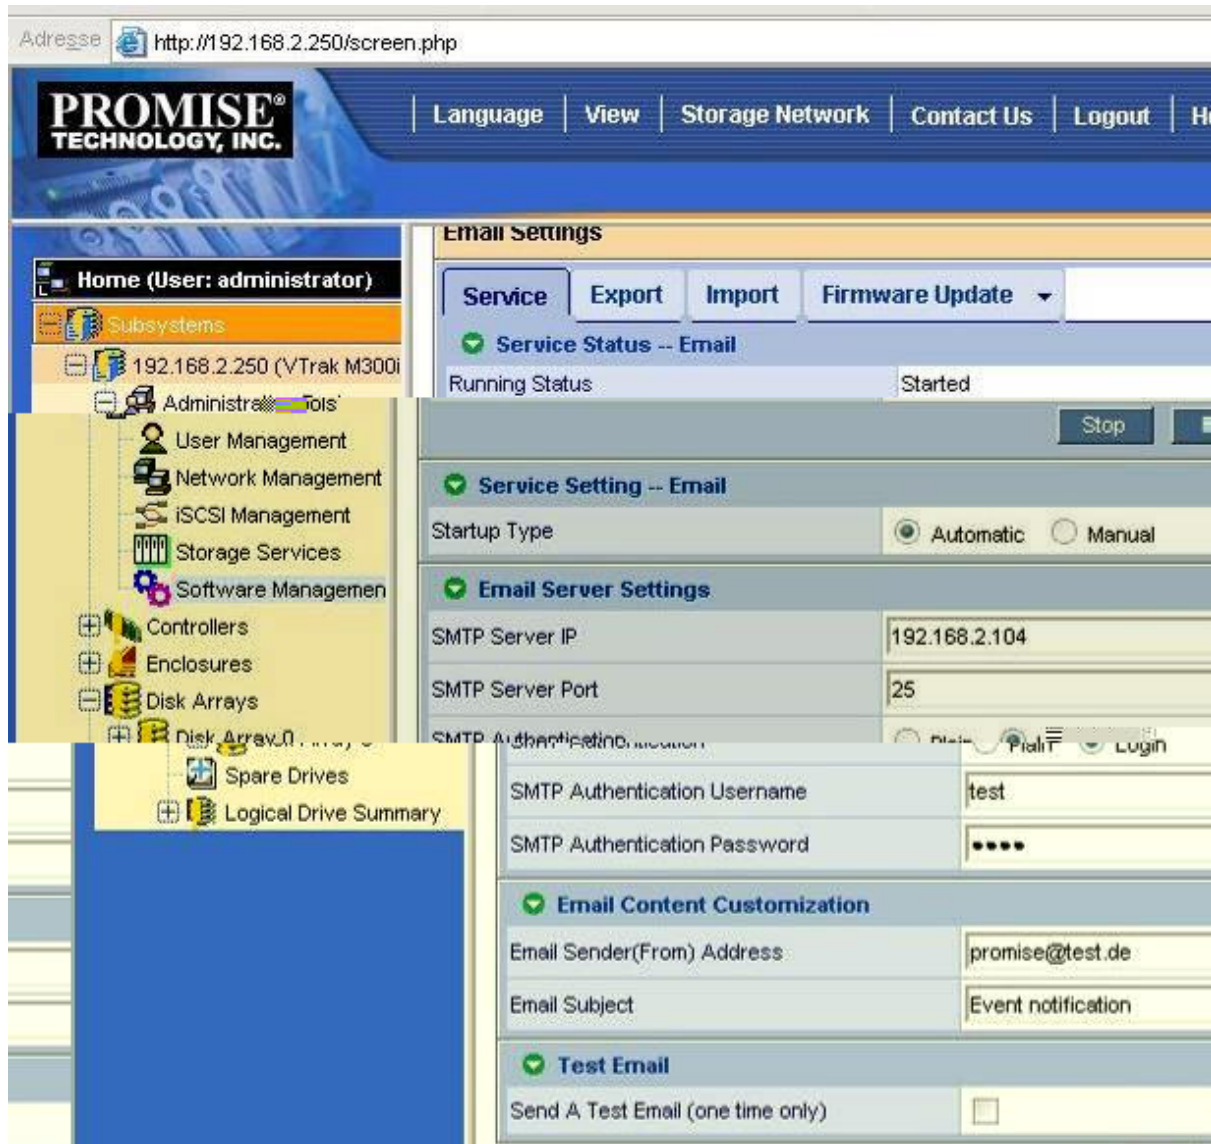 Adresse http://192.168.2.250/screen.php
PROMISE®
TECHNOLOGY, INC.
Language View Storage Network Contact Us Logout
Email Settings
Home (User: administrator)
Service Export Import Firmware Update
Subsystems
Service Status -- Email
192.168.2.250 (VTrak M300i
Running Status Started
Stop
User Management
Network Management
Service Setting -- Email
iSCSI Management
Startup Type Automatic Manual
Storage Services
Software Managemen
Email Server Settings
Controllers
SMTP Server IP 192.168.2.104
Enclosures
SMTP Server Port 25
Disk Arrays
Disk Array 0
SMTP Login
Spare Drives
SMTP Authentication Username test
Logical Drive Summary
SMTP Authentication Password ••••
Email Content Customization
Email Sender(From) Address promise@test.de
Email Subject Event notification
Test Email
Send A Test Email (one time only)